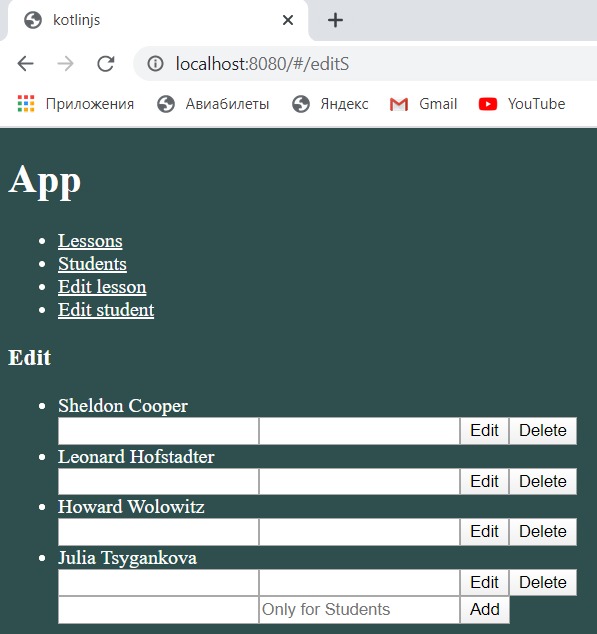 kotlinjs
localhost:8080/#/editS
Приложения Авиабилеты Яндекс Gmail YouTube
App
Lessons
Students
Edit lesson
Edit student
Edit
Sheldon Cooper
Edit Delete
Leonard Hofstadter
Edit Delete
Howard Wolowitz
Edit Delete
Julia Tsygankova
Edit Delete
Only for Students Add